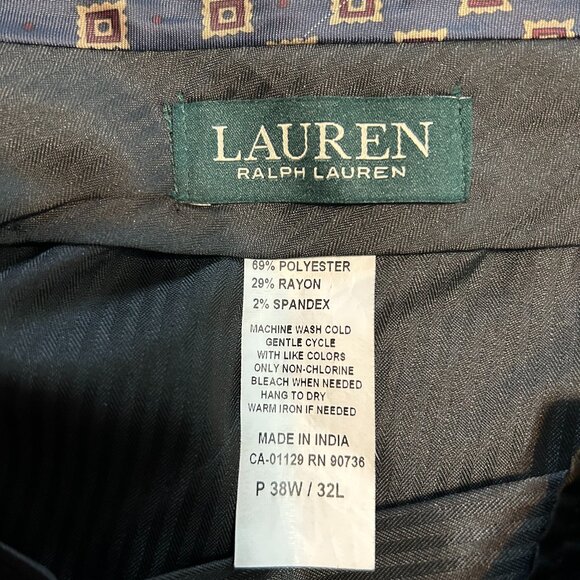 LAUREN
RALPH LAUREN
69% POLYESTER
29% RAYON
2% SPANDEX
MACHINE WASH COLD
GENTLE CYCLE
WITH LIKE COLORS
ONLY NON-CHLORINE
BLEACH WHEN NEEDED
HANG TO DRY
WARM IRON IF NEEDED
MADE IN INDIA
CA-01129 RN 90736
P 38W / 32L